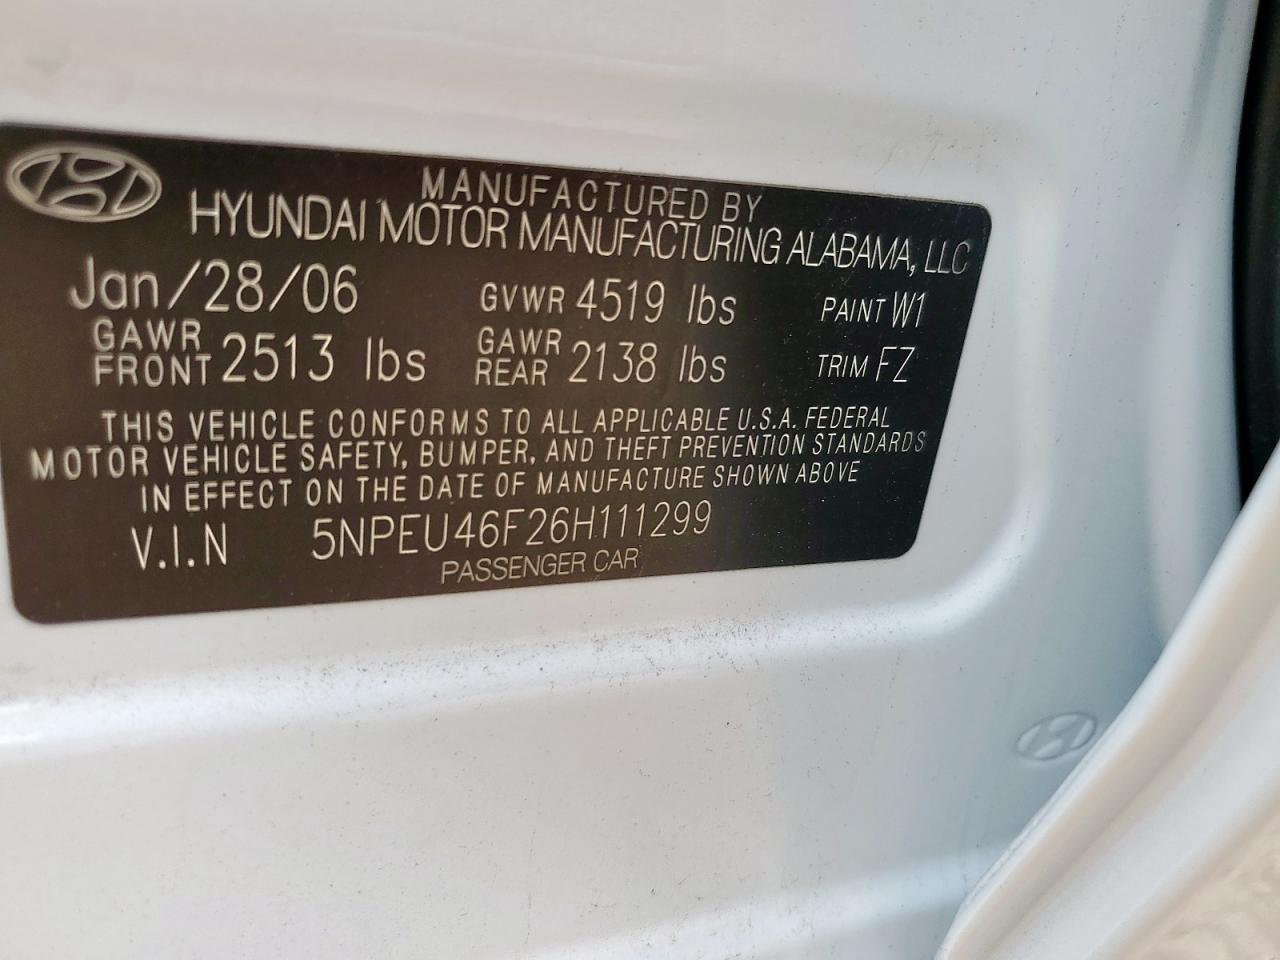 MANUFACTURED BY
HYUNDAI MOTOR MANUFACTURING ALABAMA, LLC
Jan/28/06 GVWR 4519 lbs PAINT W1
GAWR FRONT 2513 lbs GAWR REAR 2138 lbs TRIM FZ
THIS VEHICLE CONFORMS TO ALL APPLICABLE U.S.A. FEDERAL
MOTOR VEHICLE SAFETY, BUMPER, AND THEFT PREVENTION STANDARDS
IN EFFECT ON THE DATE OF MANUFACTURE SHOWN ABOVE
V.I.N 5NPEU46F26H111299
PASSENGER CAR